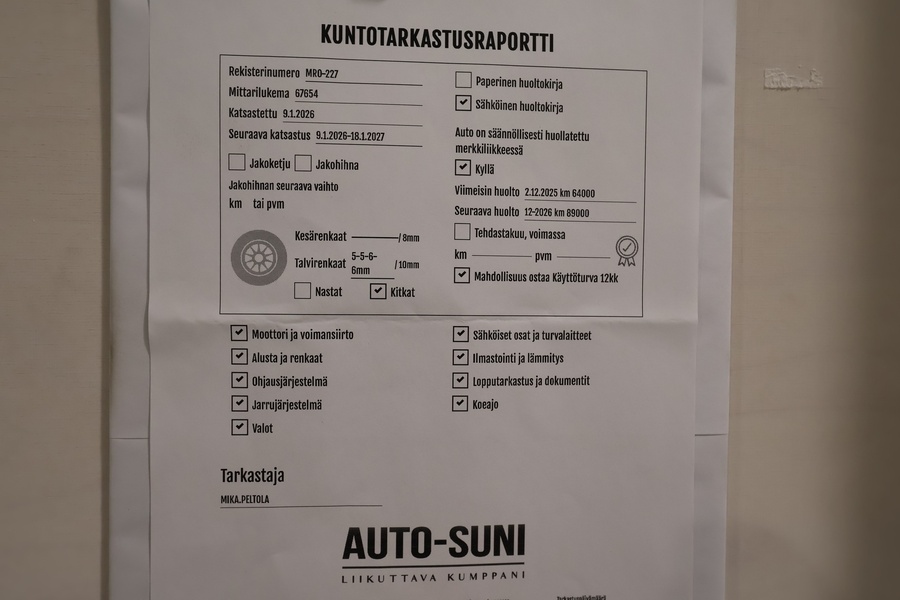 KUNTOTARKASTUSRAPORTTI
Rekisterinumero MRO-227
Mittarilukema 67654
Katsastettu 9.1.2026
Seuraava katsastus 9.1.2026-18.1.2027
Jakoketju Jakohihna
Jakohihnan seuraava vaihto
km tai pvm
Kesärenkaat / 8mm
Talvirenkaat 5-5-6-
6mm / 10mm
Nastat Kitkat
Paperinen huoltokirja
Sähköinen huoltokirja
Auto on säännöllisesti huollatettu
merkkiliikkeessä
Kyllä
Viimeisin huolto 2.12.2025 km 64000
Seuraava huolto 12-2026 km 89000
Tehdastakuu, voimassa
km pvm
Mahdollisuus ostaa Käyttöturva 12kk
Moottori ja voimansiirto
Alusta ja renkaat
Ohjausjärjestelmä
Jarrujärjestelmä
Valot
Sähköiset osat ja turvalaitteet
Ilmastointi ja lämmitys
Lopputarkastus ja dokumentit
Koeajo
Tarkastaja
MIKA.PELTOLA
AUTO-SUNI
LIIKUTTAVA KUMPPANI